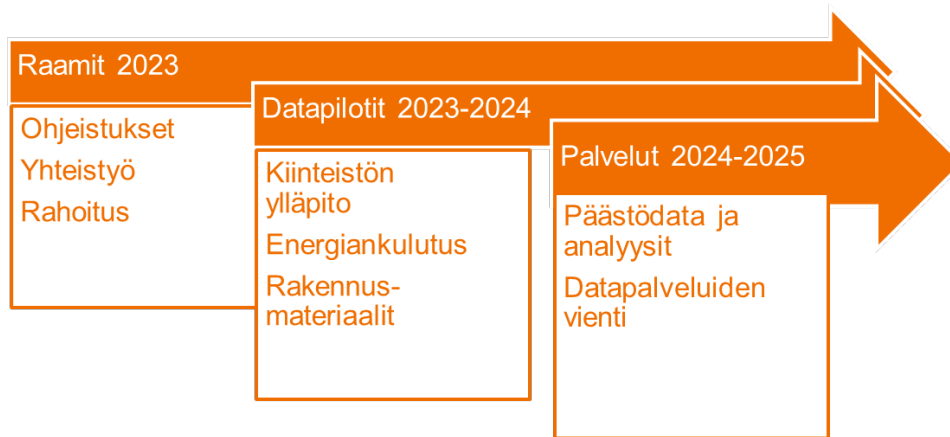 Raamit 2023
Ohjeistukset
Yhteistyö
Rahoitus
Datapilotit 2023-2024
Kiinteistön
ylläpito
Energiankulutus
Rakennus-
materiaalit
Palvelut 2024-2025
Päästödata ja
analyysit
Datapalveluiden
vienti